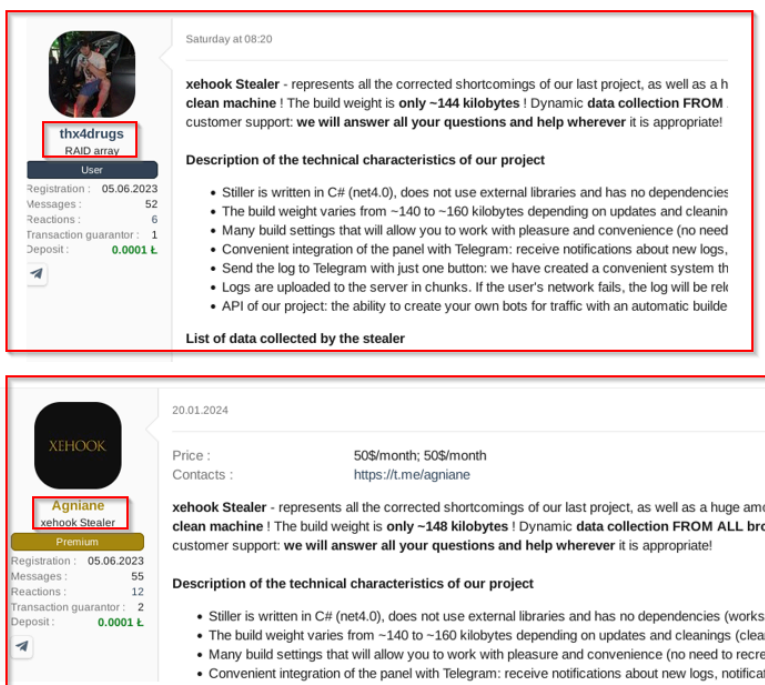 Saturday at 08:20
thx4drugs
RAID array
User
Registration : 05.06.2023
Messages : 52
Reactions : 6
Transaction guarantor : 1
Deposit : 0.0001 Ł
xehook Stealer - represents all the corrected shortcomings of our last project, as well as a h
clean machine ! The build weight is only ~144 kilobytes ! Dynamic data collection FROM
customer support: we will answer all your questions and help wherever it is appropriate!
Description of the technical characteristics of our project
• Stiller is written in C# (net4.0), does not use external libraries and has no dependencies
• The build weight varies from ~140 to ~160 kilobytes depending on updates and cleanin
• Many build settings that will allow you to work with pleasure and convenience (no need
• Convenient integration of the panel with Telegram: receive notifications about new logs,
• Send the log to Telegram with just one button: we have created a convenient system th
• Logs are uploaded to the server in chunks. If the user's network fails, the log will be relo
• API of our project: the ability to create your own bots for traffic with an automatic builde
List of data collected by the stealer
20.01.2024
XEHOOK
Agniane
xehook Stealer
Premium
Registration : 05.06.2023
Messages : 55
Reactions : 12
Transaction guarantor : 2
Deposit : 0.0001 Ł
Price : 50$/month; 50$/month
Contacts : https://t.me/agniane
xehook Stealer - represents all the corrected shortcomings of our last project, as well as a huge amo
clean machine ! The build weight is only ~148 kilobytes ! Dynamic data collection FROM ALL bro
customer support: we will answer all your questions and help wherever it is appropriate!
Description of the technical characteristics of our project
• Stiller is written in C# (net4.0), does not use external libraries and has no dependencies (works
• The build weight varies from ~140 to ~160 kilobytes depending on updates and cleanings (clea
• Many build settings that will allow you to work with pleasure and convenience (no need to recre
• Convenient integration of the panel with Telegram: receive notifications about new logs, notificat